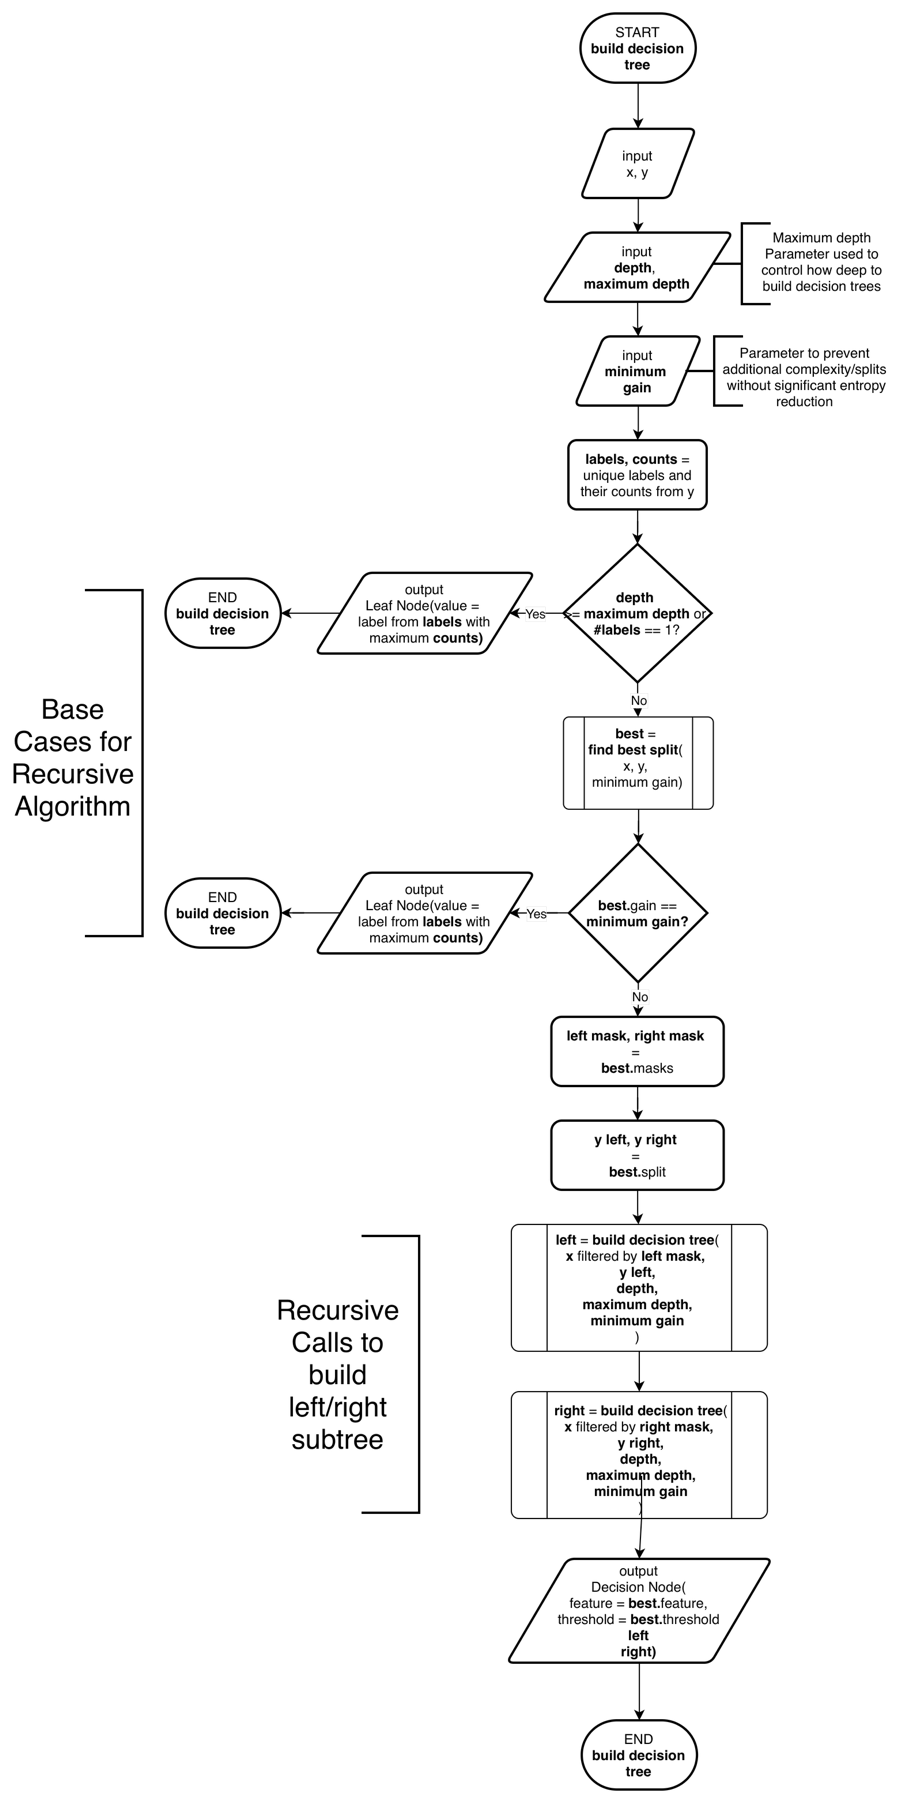 START
build decision
tree
input
x, y
input
depth,
maximum depth
Maximum depth
Parameter used to
control how deep to
build decision trees
input
minimum
gain
Parameter to prevent
additional complexity/splits
without significant entropy
reduction
labels, counts =
unique labels and
their counts from y
depth
>= maximum depth or
#labels == 1?
Yes
output
Leaf Node(value =
label from labels with
maximum counts)
END
build decision
tree
No
Base
Cases for
Recursive
Algorithm
best =
find best split(
x, y,
minimum gain)
best.gain ==
minimum gain?
Yes
output
Leaf Node(value =
label from labels with
maximum counts)
END
build decision
tree
No
left mask, right mask
=
best.masks
y left, y right
=
best.split
Recursive
Calls to
build
left/right
subtree
left = build decision tree(
x filtered by left mask,
y left,
depth,
maximum depth,
minimum gain
)
right = build decision tree(
x filtered by right mask,
y right,
depth,
maximum depth,
minimum gain
)
output
Decision Node(
feature = best.feature,
threshold = best.threshold
left
right)
END
build decision
tree